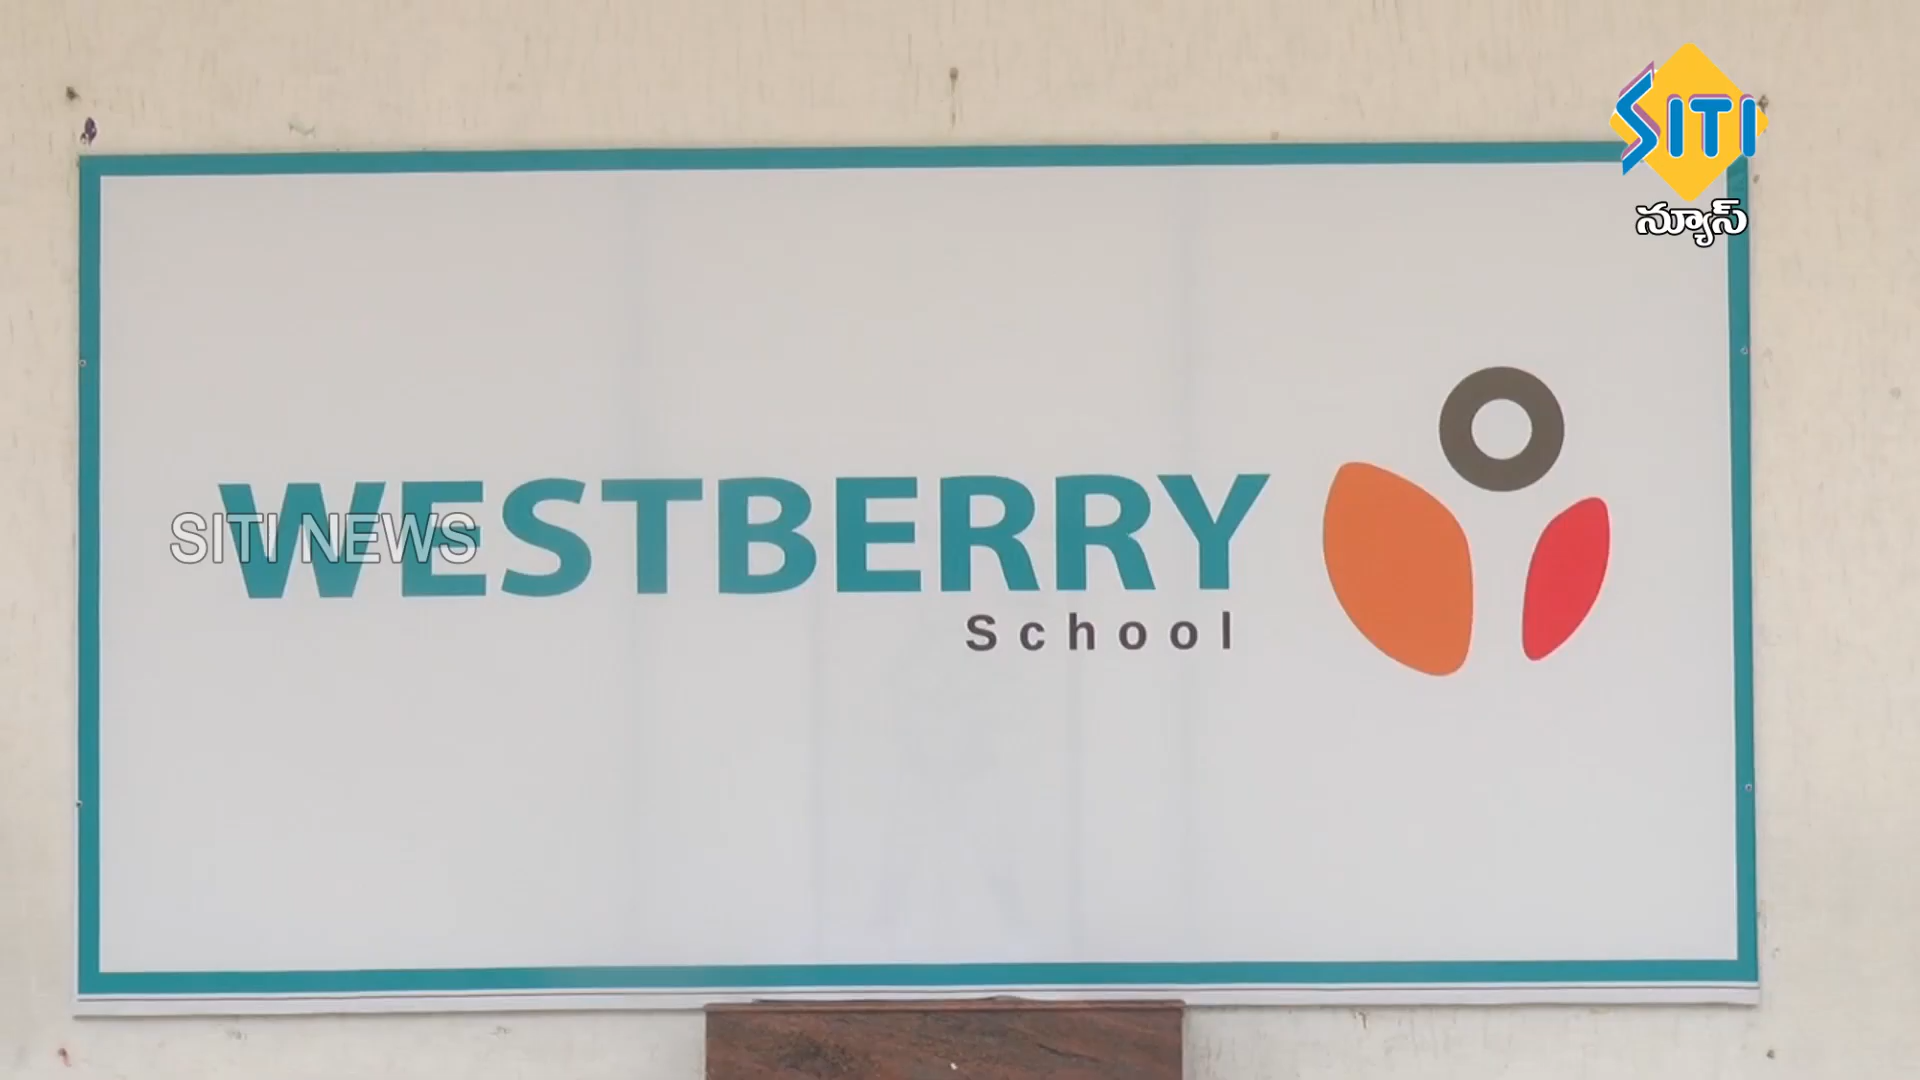 SITI
న్యూస్
WESTBERRY
SITI NEWS
School